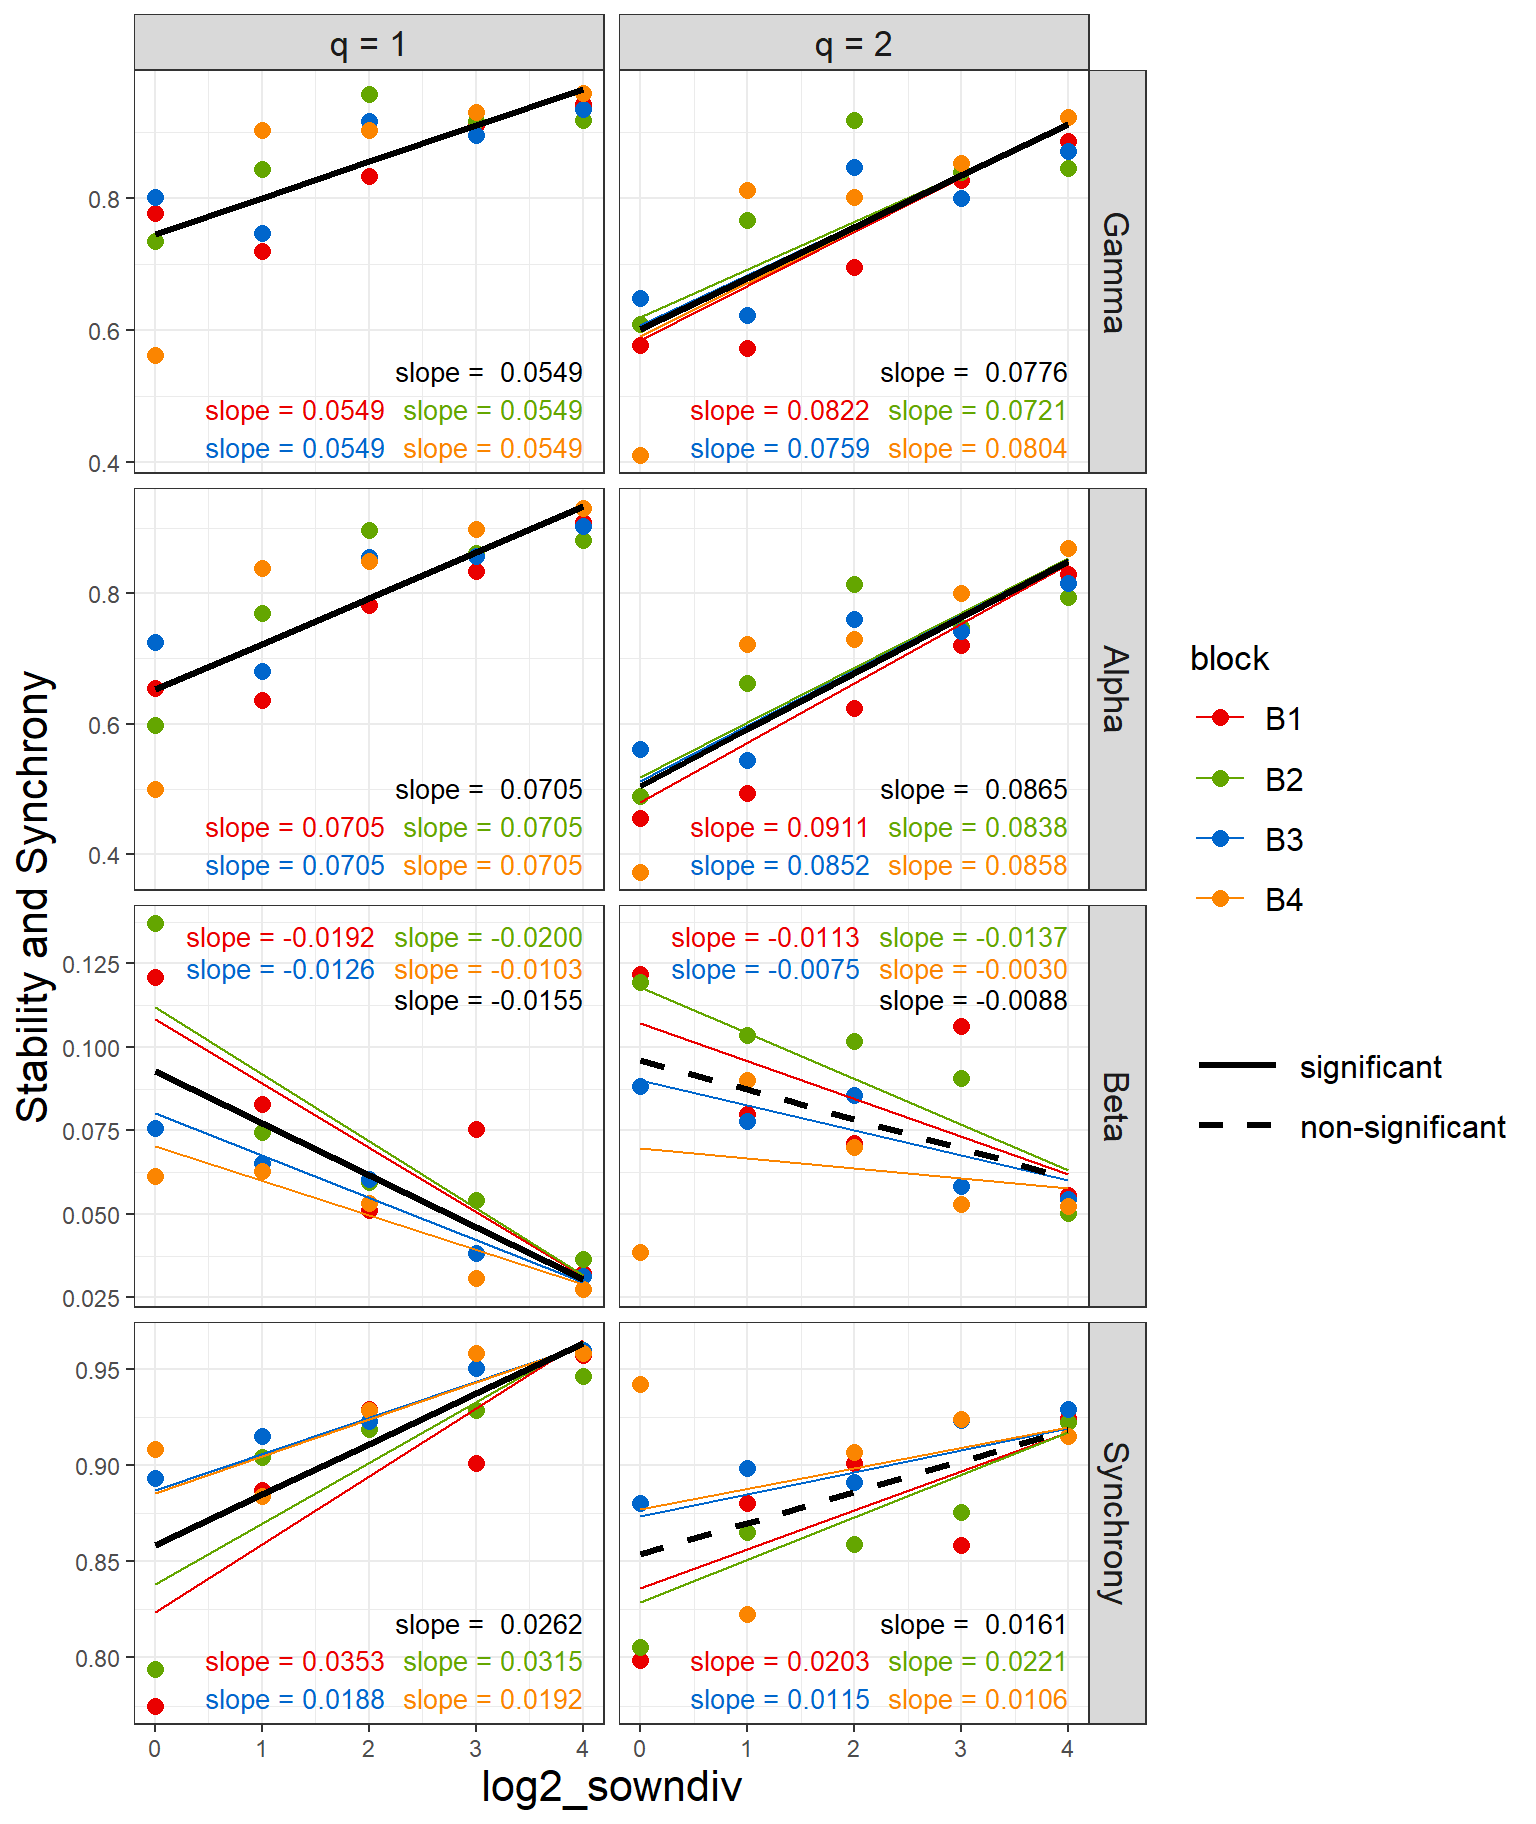 q = 1
q = 2
0.8
0.6
0.4
slope =  0.0549
slope = 0.0549 slope = 0.0549
slope = 0.0549 slope = 0.0549
slope =  0.0776
slope = 0.0822 slope = 0.0721
slope = 0.0759 slope = 0.0804
Gamma
0.8
0.6
0.4
slope =  0.0705
slope = 0.0705 slope = 0.0705
slope = 0.0705 slope = 0.0705
slope =  0.0865
slope = 0.0911 slope = 0.0838
slope = 0.0852 slope = 0.0858
Alpha
0.125
0.100
0.075
0.050
0.025
slope = -0.0192 slope = -0.0200
slope = -0.0126 slope = -0.0103
slope = -0.0155
slope = -0.0113 slope = -0.0137
slope = -0.0075 slope = -0.0030
slope = -0.0088
Beta
0.95
0.90
0.85
0.80
slope =  0.0262
slope = 0.0353 slope = 0.0315
slope = 0.0188 slope = 0.0192
slope =  0.0161
slope = 0.0203 slope = 0.0221
slope = 0.0115 slope = 0.0106
Synchrony
0 1 2 3 4
0 1 2 3 4
log2_sowndiv
Stability and Synchrony
block
B1
B2
B3
B4
significant
non-significant